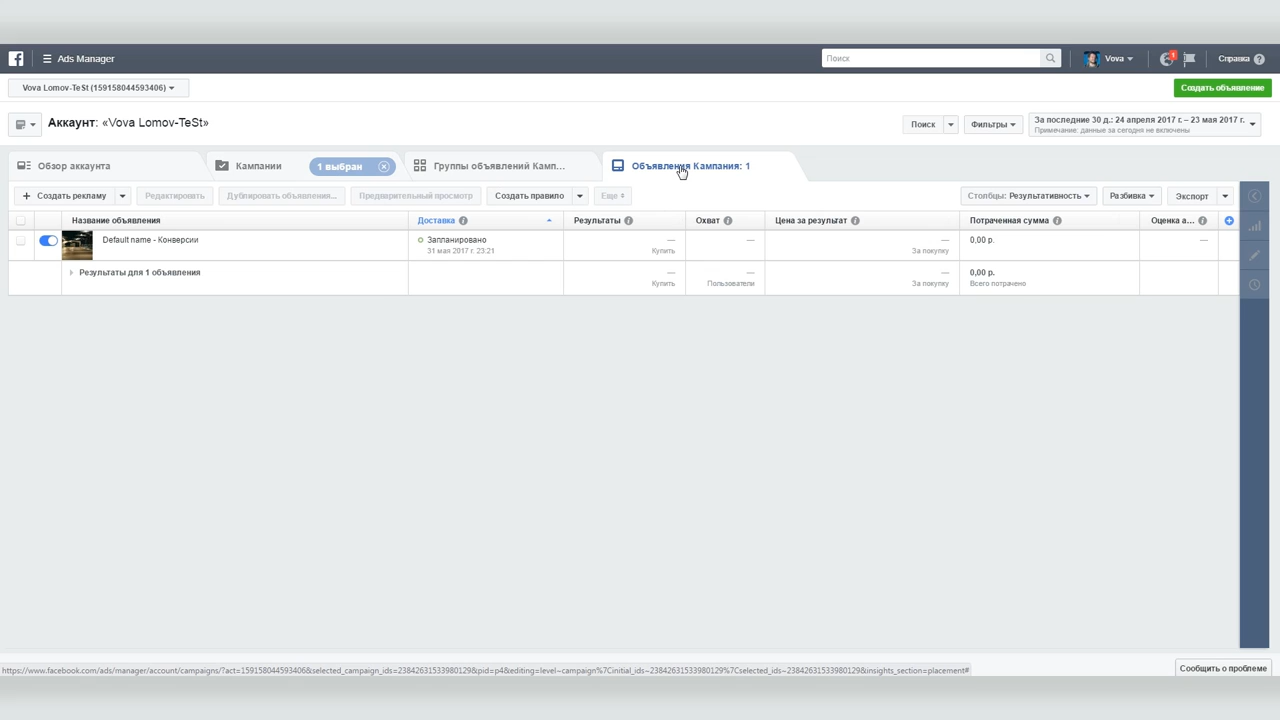 Ads Manager
Поиск
Vova
1
Справка
Vova Lomov-TeSt (159158044593406)
Создать объявление
Аккаунт: «Vova Lomov-TeSt»
Поиск
Фильтры
За последние 30 д.: 24 апреля 2017 г. – 23 мая 2017 г.
Примечание: данные за сегодня не включены
Обзор аккаунта
Кампании
1 выбран
Группы объявлений Камп...
Объявления Кампания: 1
+ Создать рекламу
Редактировать
Дублировать объявления...
Предварительный просмотр
Создать правило
Еще
Столбцы: Результативность
Разбивка
Экспорт
Название объявления
Доставка
Результаты
Охват
Цена за результат
Потраченная сумма
Оценка а...
Default name - Конверсии
Запланировано
31 мая 2017 г. 23:21
—
Купить
—
—
За покупку
0,00 р.
—
Результаты для 1 объявления
—
Купить
—
Пользователи
—
За покупку
0,00 р.
Всего потрачено
https://www.facebook.com/ads/manager/account/campaigns/?act=159158044593406&selected_campaign_ids=23842631533980129&pid=p4&editing=level~campaign%7Cinitial_ids~23842631533980129%7Cselected_ids~23842631533980129&insights_section=placement#
Сообщить о проблеме